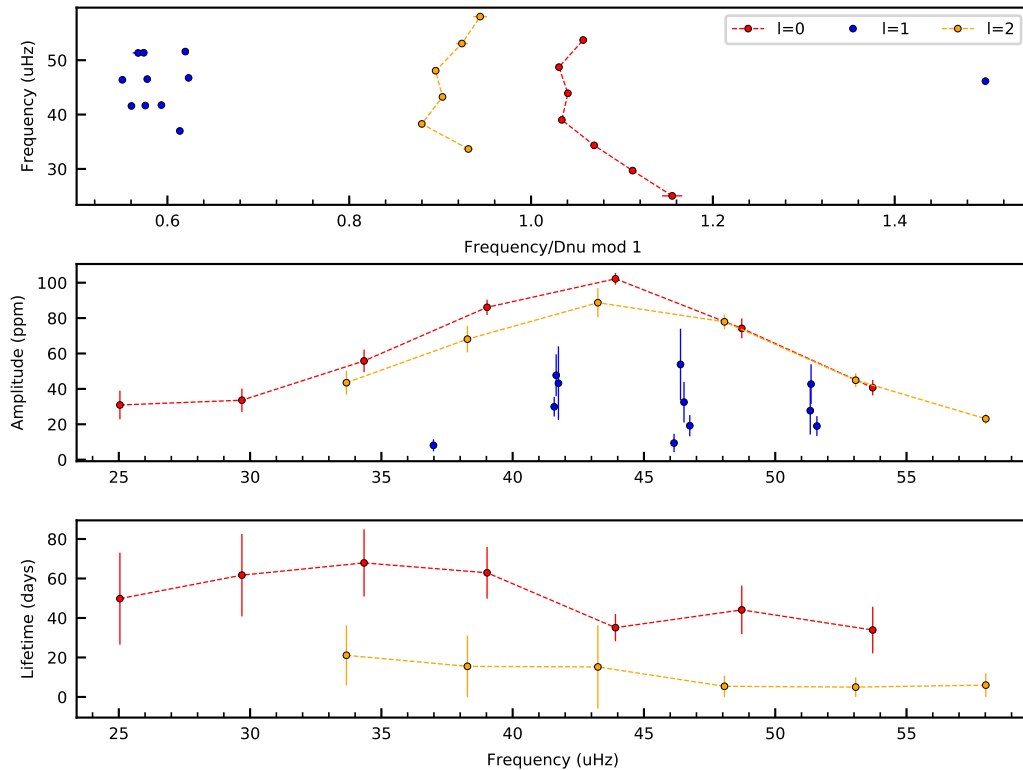 l=0 l=1 l=2
Frequency (uHz)
50
40
30
0.6 0.8 1.0 1.2 1.4
Frequency/Dnu mod 1
Amplitude (ppm)
100
80
60
40
20
0
25 30 35 40 45 50 55
Lifetime (days)
80
60
40
20
0
25 30 35 40 45 50 55
Frequency (uHz)